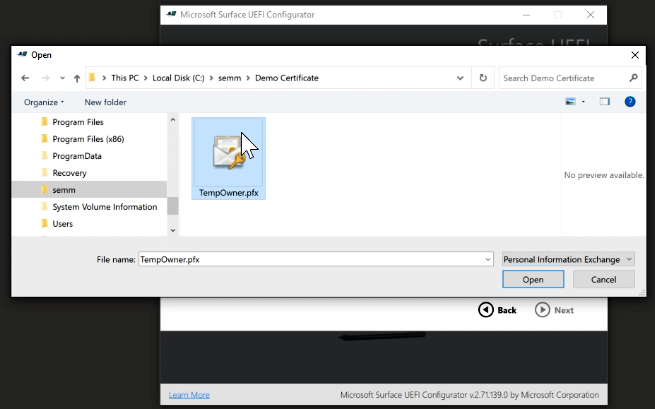 Microsoft Surface UEFI Configurator
Surface UEFI
Open
This PC > Local Disk (C:) > semm > Demo Certificate
Search Demo Certificate
Organize
New folder
Program Files
Program Files (x86)
ProgramData
Recovery
semm
System Volume Information
Users
TempOwner.pfx
No preview available.
File name: TempOwner.pfx
Personal Information Exchange
Open
Cancel
Back
Next
Learn More
Microsoft Surface UEFI Configurator v.2.71.139.0 by Microsoft Corporation